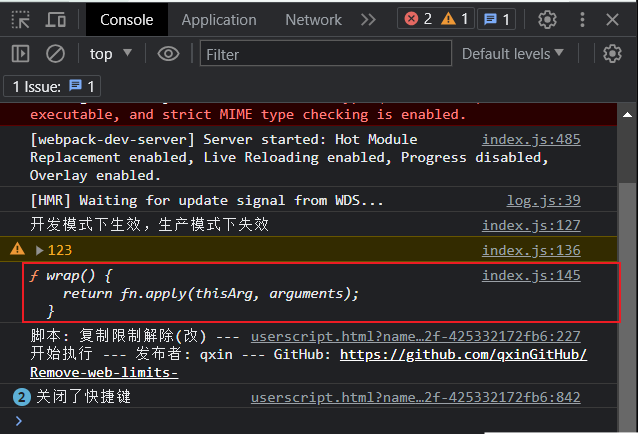 Console Application Network » 2 1 1
top Filter Default levels
1 Issue: 1
executable, and strict MIME type checking is enabled.
[webpack-dev-server] Server started: Hot Module index.js:485
Replacement enabled, Live Reloading enabled, Progress disabled,
Overlay enabled.
[HMR] Waiting for update signal from WDS... log.js:39
开发模式下生效，生产模式下失效 index.js:127
123 index.js:136
ƒ wrap() { index.js:145
return fn.apply(thisArg, arguments);
}
脚本: 复制限制解除(改) --- userscript.html?name…2f-425332172fb6:227
开始执行 --- 发布者: qxin --- GitHub: https://github.com/qxinGitHub/
Remove-web-limits-
2 关闭了快捷键 userscript.html?name…2f-425332172fb6:842